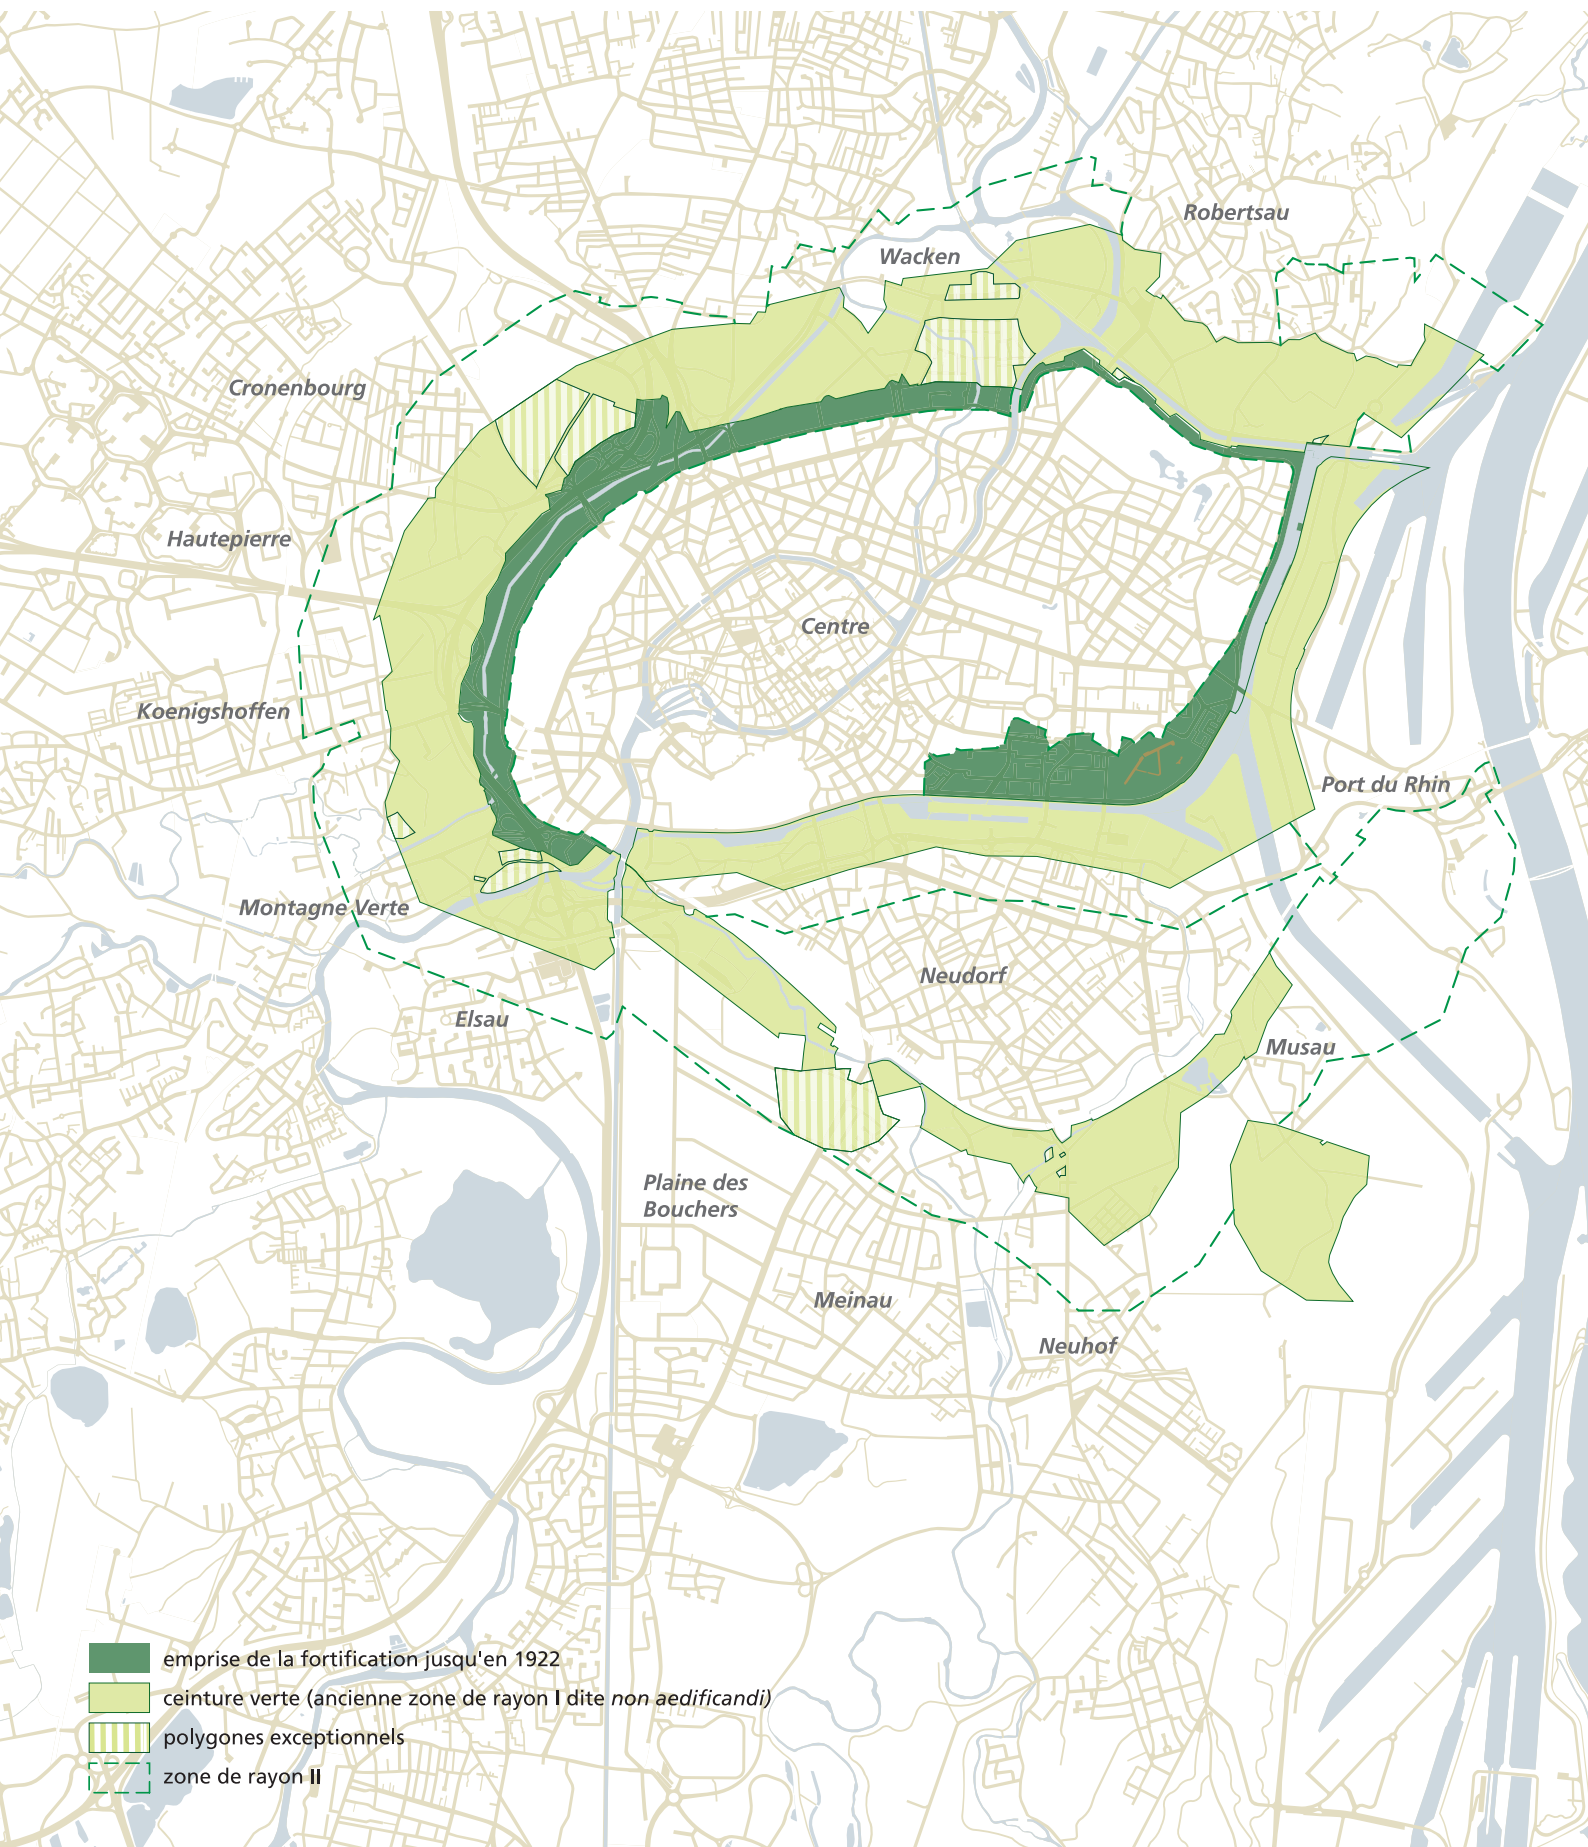 Robertsau
Wacken
Cronenbourg
Hautepierre
Centre
Koenigshoffen
Port du Rhin
Montagne Verte
Neudorf
Elsau
Musau
Plaine des
Bouchers
Meinau
Neuhof
emprise de la fortification jusqu'en 1922
ceinture verte (ancienne zone de rayon I dite non aedificandi)
polygones exceptionnels
zone de rayon II